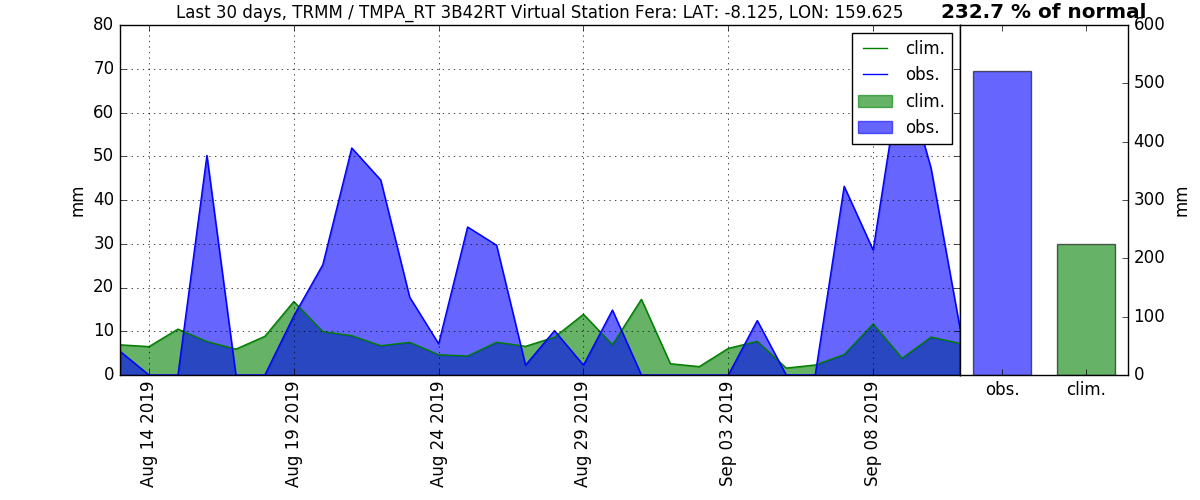 Last 30 days, TRMM / TMPA_RT 3B42RT Virtual Station Fera: LAT: -8.125, LON: 159.625
232.7 % of normal
80
70
60
50
40
30
20
10
0
mm
clim.
obs.
clim.
obs.
600
500
400
300
200
100
0
mm
Aug 14 2019
Aug 19 2019
Aug 24 2019
Aug 29 2019
Sep 03 2019
Sep 08 2019
obs.
clim.